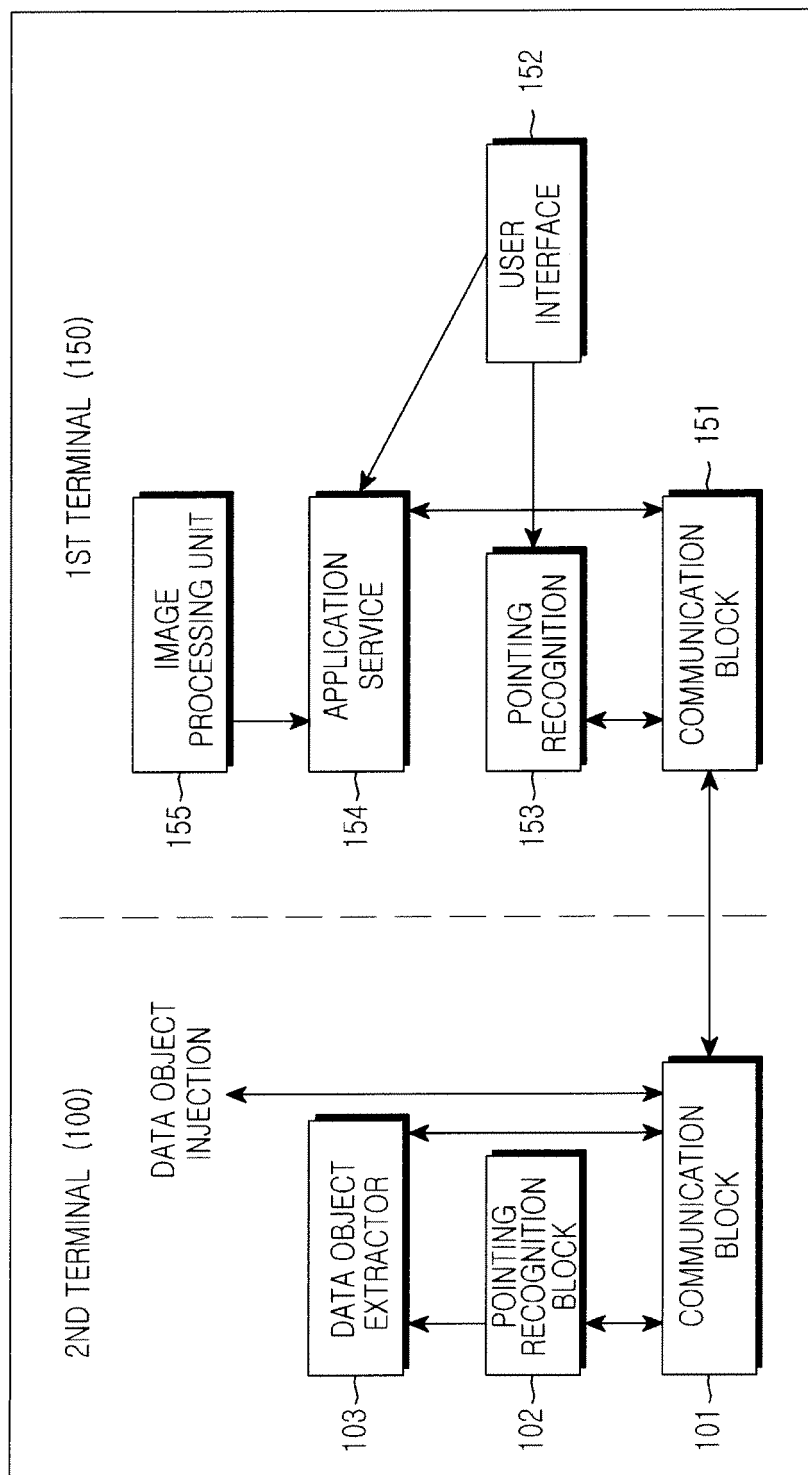 2ND TERMINAL (100)
DATA OBJECT
INJECTION
DATA OBJECT
EXTRACTOR
103
POINTING
RECOGNITION
BLOCK
102
COMMUNICATION
BLOCK
101
1ST TERMINAL (150)
IMAGE
PROCESSING UNIT
155
APPLICATION
SERVICE
154
USER
INTERFACE
152
POINTING
RECOGNITION
153
COMMUNICATION
BLOCK
151